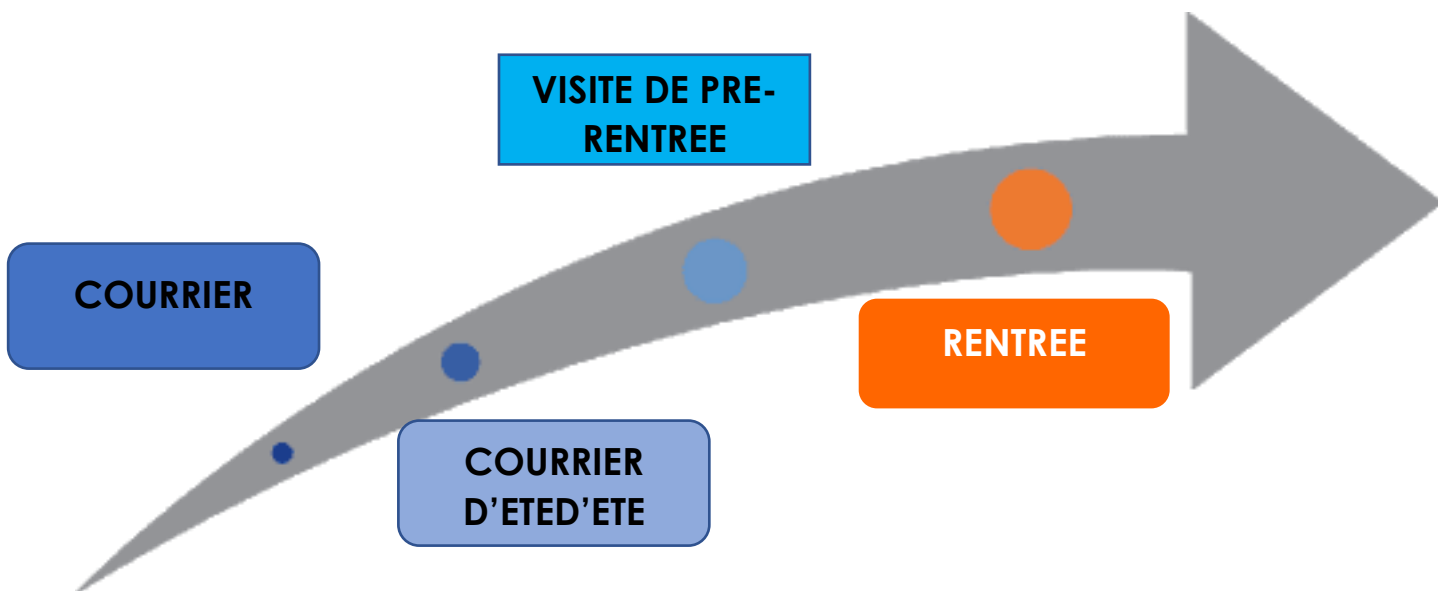 VISITE DE PRE-
RENTREE
COURRIER
RENTREE
COURRIER
D’ETED’ETE